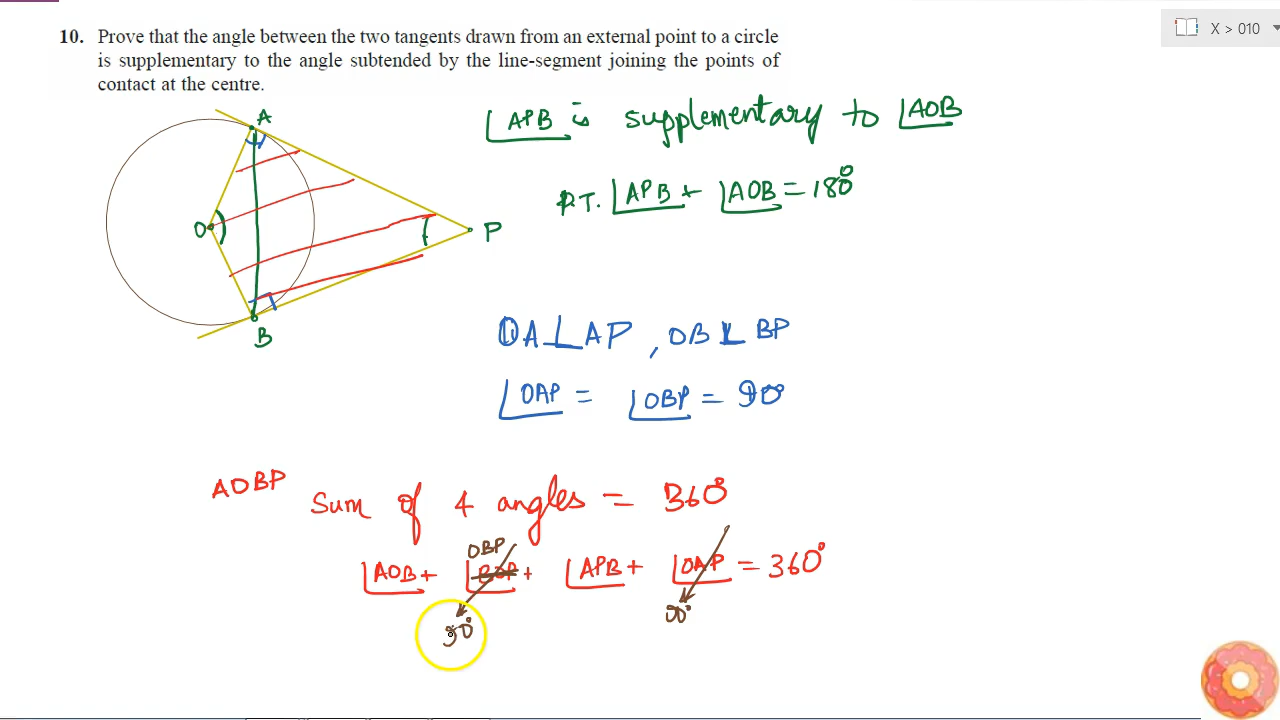 10. Prove that the angle between the two tangents drawn from an external point to a circle
is supplementary to the angle subtended by the line-segment joining the points of
contact at the centre.
X > 010
A
∠APB is supplementary to ∠AOB
P.T. ∠APB + ∠AOB = 180°
O
P
B
OA⊥AP, OB⊥BP
∠OAP = ∠OBP = 90°
AOBP
Sum of 4 angles = 360°
OBP
∠AOB + ∠BOP + ∠APB + ∠OAP = 360°
90° 90°